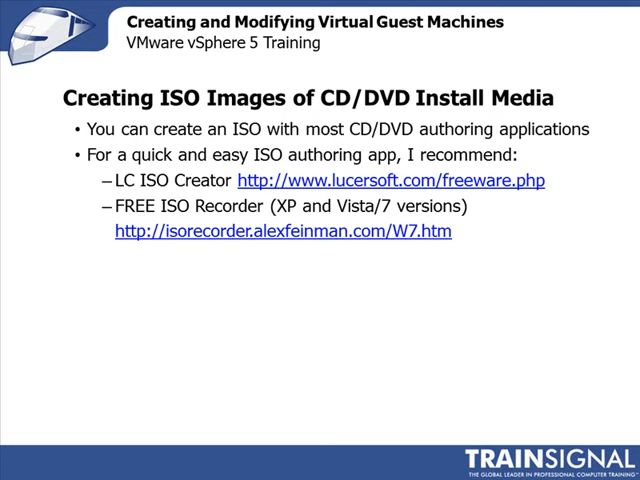 Creating and Modifying Virtual Guest Machines
VMware vSphere 5 Training
Creating ISO Images of CD/DVD Install Media
• You can create an ISO with most CD/DVD authoring applications
• For a quick and easy ISO authoring app, I recommend:
– LC ISO Creator http://www.lucersoft.com/freeware.php
– FREE ISO Recorder (XP and Vista/7 versions)
http://isorecorder.alexfeinman.com/W7.htm
TRAINSIGNAL
THE GLOBAL LEADER IN PROFESSIONAL COMPUTER TRAINING